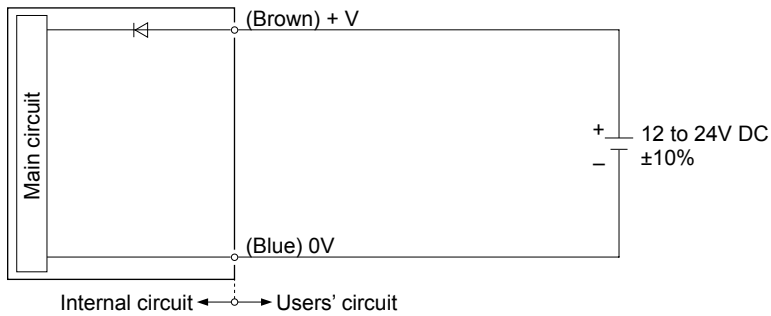 (Brown) + V
Main circuit
+
12 to 24V DC
–
±10%
(Blue) 0V
Internal circuit
Users' circuit